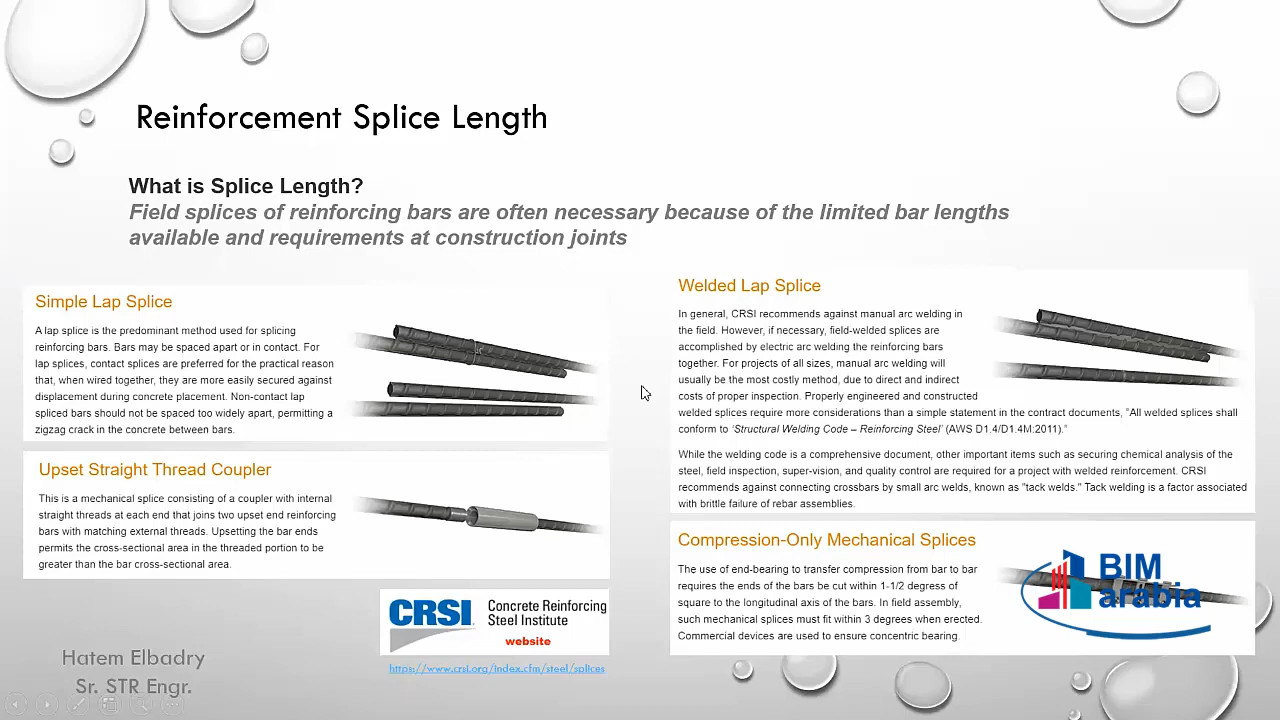 Reinforcement Splice Length
What is Splice Length?
Field splices of reinforcing bars are often necessary because of the limited bar lengths
available and requirements at construction joints
Simple Lap Splice
A lap splice is the predominant method used for splicing
reinforcing bars. Bars may be spaced apart or in contact. For
lap splices, contact splices are preferred for the practical reason
that, when wired together, they are more easily secured against
displacement during concrete placement. Non-contact lap
spliced bars should not be spaced too widely apart, permitting a
zigzag crack in the concrete between bars.
Upset Straight Thread Coupler
This is a mechanical splice consisting of a coupler with internal
straight threads at each end that joins two upset end reinforcing
bars with matching external threads. Upsetting the bar ends
permits the cross-sectional area in the threaded portion to be
greater than the bar cross-sectional area.
CRSI
Concrete Reinforcing
Steel Institute
website
https://www.crsi.org/index.cfm/steel/splices
Hatem Elbadry
Sr. STR Engr.
Welded Lap Splice
In general, CRSI recommends against manual arc welding in
the field. However, if necessary, field-welded splices are
accomplished by electric arc welding the reinforcing bars
together. For projects of all sizes, manual arc welding will
usually be the most costly method, due to direct and indirect
costs of proper inspection. Properly engineered and constructed
welded splices require more considerations than a simple statement in the contract documents, "All welded splices shall
conform to ‘Structural Welding Code – Reinforcing Steel’ (AWS D1.4/D1.4M:2011)."
While the welding code is a comprehensive document, other important items such as securing chemical analysis of the
steel, field inspection, super-vision, and quality control are required for a project with welded reinforcement. CRSI
recommends against connecting crossbars by small arc welds, known as "tack welds." Tack welding is a factor associated
with brittle failure of rebar assemblies.
Compression-Only Mechanical Splices
The use of end-bearing to transfer compression from bar to bar
requires the ends of the bars be cut within 1-1/2 degrees of
square to the longitudinal axis of the bars. In field assembly,
such mechanical splices must fit within 3 degrees when erected.
Commercial devices are used to ensure concentric bearing.
BIM
arabia